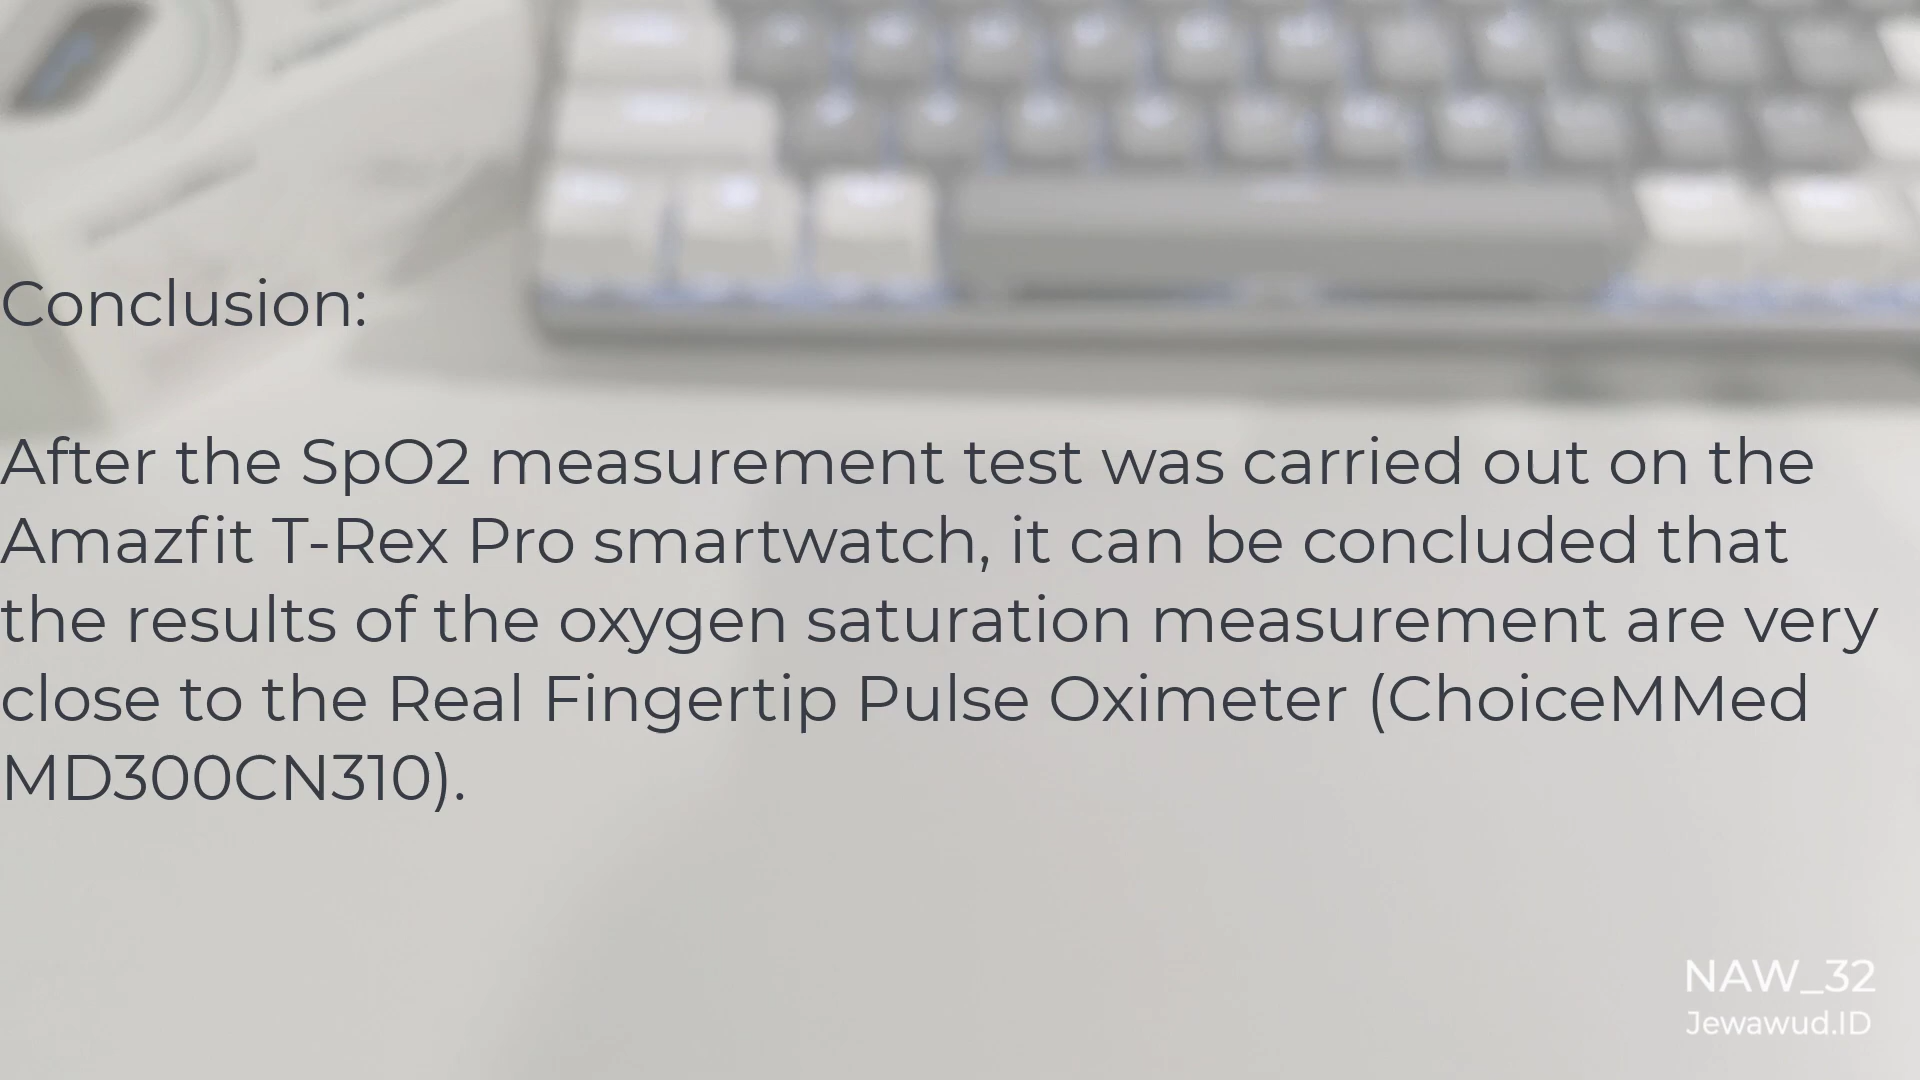 Conclusion:
After the SpO2 measurement test was carried out on the
Amazfit T-Rex Pro smartwatch, it can be concluded that
the results of the oxygen saturation measurement are very
close to the Real Fingertip Pulse Oximeter (ChoiceMMed
MD300CN310).
NAW_32
Jewawud.ID